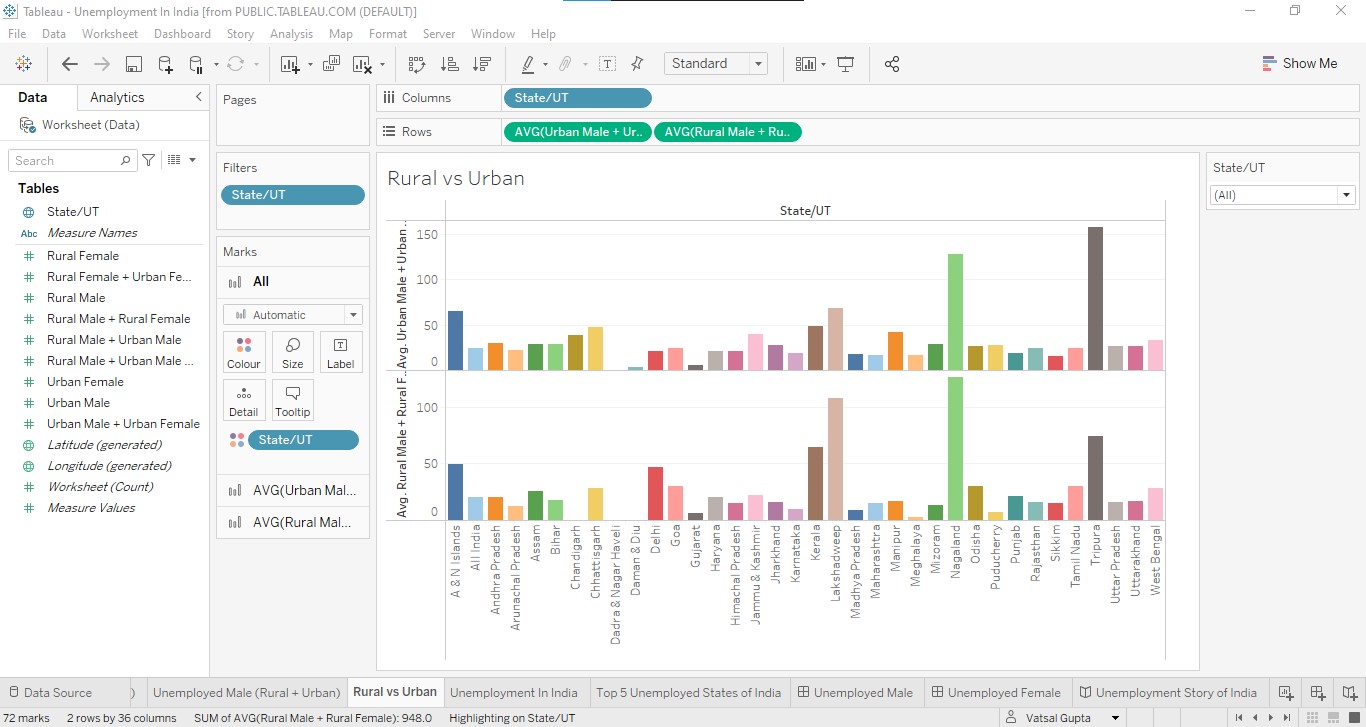 Tableau - Unemployment In India [from PUBLIC.TABLEAU.COM (DEFAULT)]
File Data Worksheet Dashboard Story Analysis Map Format Server Window Help
Standard
Show Me
Data Analytics
Worksheet (Data)
Search
Tables
State/UT
Abc Measure Names
Rural Female
Rural Female + Urban Fe...
Rural Male
Rural Male + Rural Female
Rural Male + Urban Male
Rural Male + Urban Male ...
Urban Female
Urban Male
Urban Male + Urban Female
Latitude (generated)
Longitude (generated)
Worksheet (Count)
Measure Values
Pages
Filters
State/UT
Marks
All
Automatic
Colour Size Label
Detail Tooltip
State/UT
AVG(Urban Mal...
AVG(Rural Mal...
Columns State/UT
Rows AVG(Urban Male + Ur.. AVG(Rural Male + Ru..
Rural vs Urban
State/UT
Avg. Urban Male + Urban ..
150
100
50
0
Avg. Rural Male + Rural F..
100
50
0
A & N Islands
All India
Andhra Pradesh
Arunachal Pradesh
Assam
Bihar
Chandigarh
Chhattisgarh
Dadra & Nagar Haveli
Daman & Diu
Delhi
Goa
Gujarat
Haryana
Himachal Pradesh
Jammu & Kashmir
Jharkhand
Karnataka
Kerala
Lakshadweep
Madhya Pradesh
Maharashtra
Manipur
Meghalaya
Mizoram
Nagaland
Odisha
Puducherry
Punjab
Rajasthan
Sikkim
Tamil Nadu
Tripura
Uttar Pradesh
Uttarakhand
West Bengal
State/UT
(All)
Data Source ) Unemployed Male (Rural + Urban) Rural vs Urban Unemployment In India Top 5 Unemployed States of India Unemployed Male Unemployed Female Unemployment Story of India
72 marks 2 rows by 36 columns SUM of AVG(Rural Male + Rural Female): 948.0 Highlighting on State/UT Vatsal Gupta